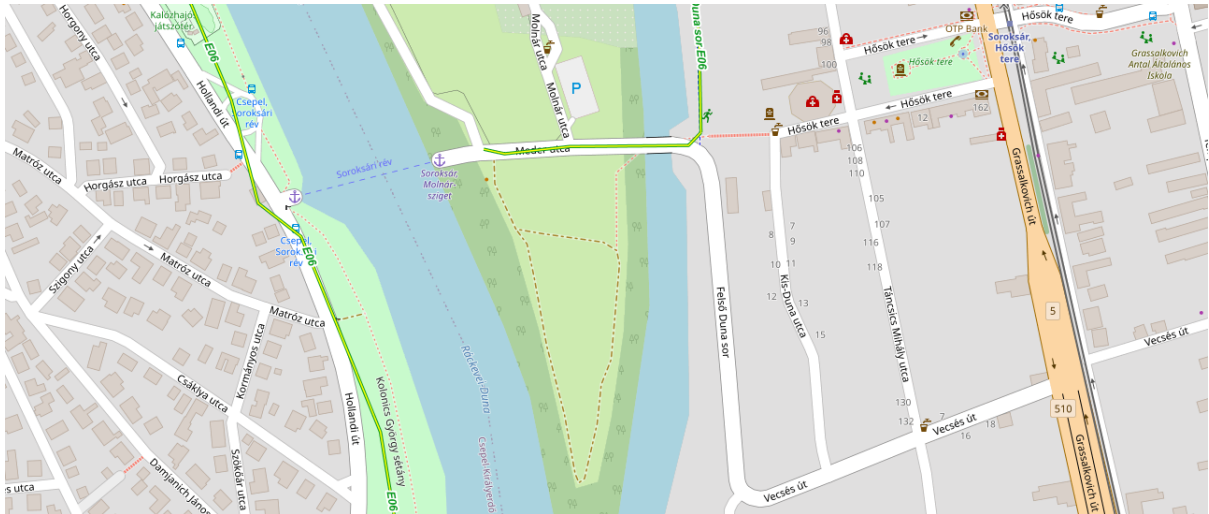 Kalózhajós
játszótér
Horgony utca
E06
Hollandi út
Csepel,
Soroksári
rév
Matróz utca
Horgász utca
Horgász utca
Szigony utca
Csepel,
rév
E06
Matróz utca
Matróz utca
Kormányos utca
Csáklya utca
Szökőár utca
Damjanich János
Hollandi út
Kolonics György sétány
E06
Soroksári rév
Ráckevei-Duna
Csepel Királyerdő
Molnár utca
Molnár utca
P
Meder utca
Soroksár,
Molnár-
sziget
Duna sor
E06
Felső Duna sor
96
98
100
Hősök tere
OTP Bank
Hősök tere
Soroksár,
Hősök
tere
Hősök tere
Grassalkovich
Antal Általános
Iskola
Hősök tere
162
12
Hősök tere
106
108
110
105
107
116
118
7
8
9
10
11
12
13
15
Kis-Duna utca
Táncsics Mihály utca
130
132
7
16
18
Vecsés út
Vecsés út
Vecsés út
Grassalkovich út
5
510
Grassalkovich út